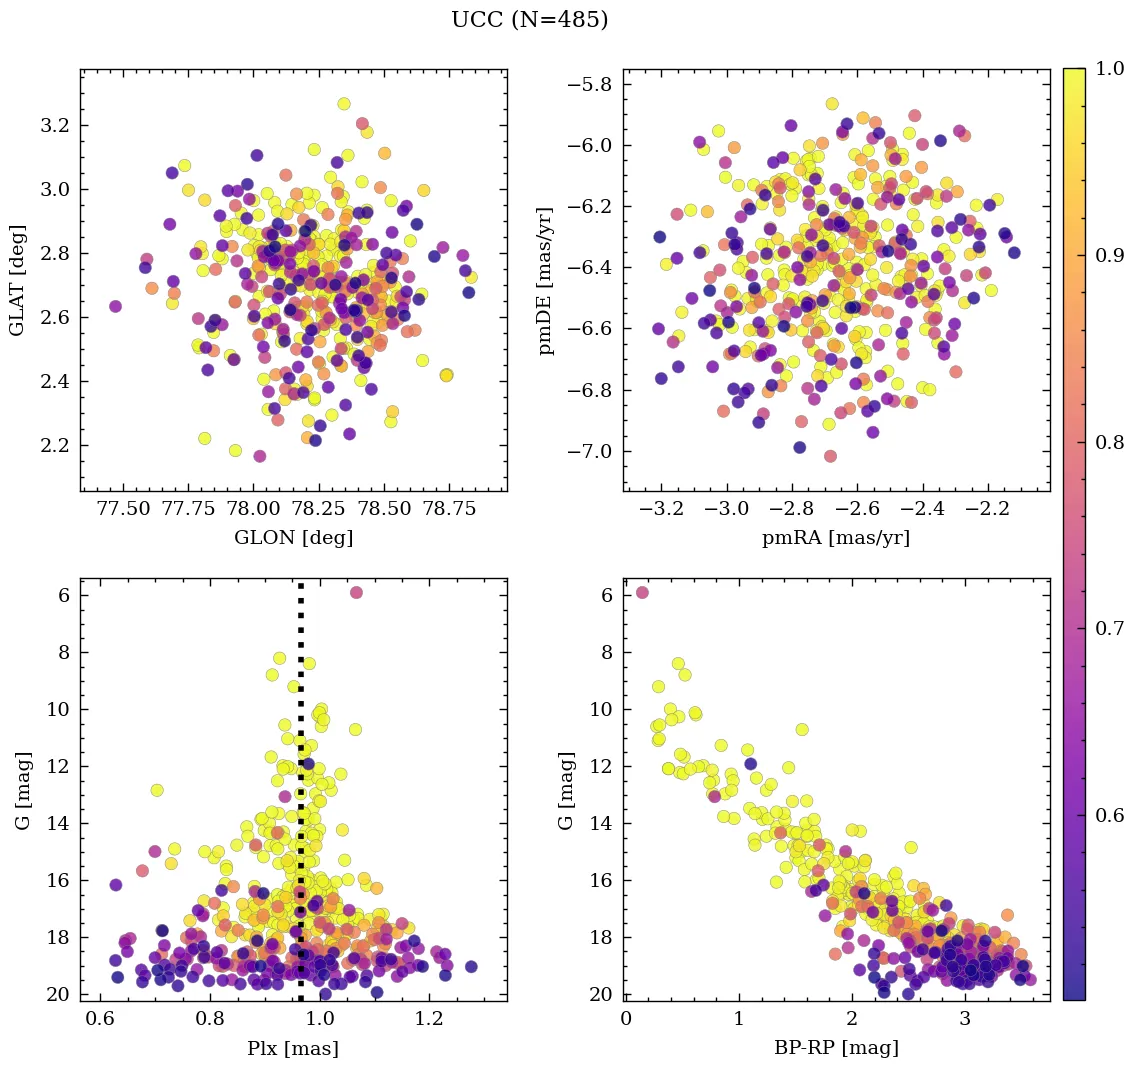 UCC (N=485)
3.2
3.0
2.8
2.6
2.4
2.2
GLAT [deg]
77.50 77.75 78.00 78.25 78.50 78.75
GLON [deg]
−5.8
−6.0
−6.2
−6.4
−6.6
−6.8
−7.0
pmDE [mas/yr]
−3.2 −3.0 −2.8 −2.6 −2.4 −2.2
pmRA [mas/yr]
1.0
0.9
0.8
0.7
0.6
6
8
10
12
14
16
18
20
G [mag]
0.6 0.8 1.0 1.2
Plx [mas]
6
8
10
12
14
16
18
20
G [mag]
0 1 2 3
BP-RP [mag]